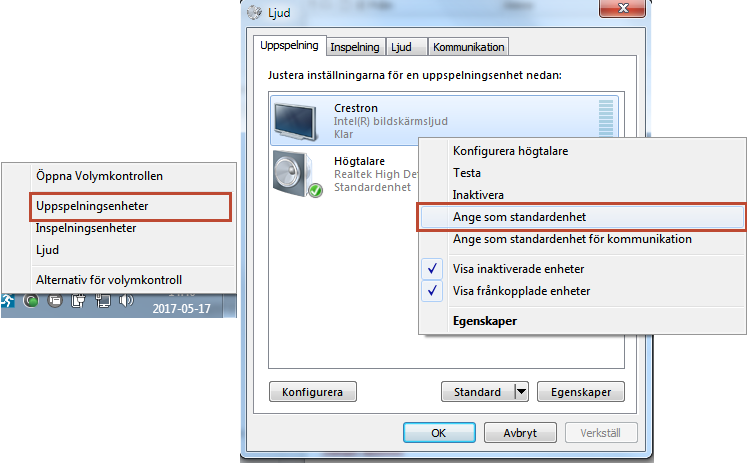 Öppna Volymkontrollen
Uppspelningsenheter
Inspelningsenheter
Ljud
Alternativ för volymkontroll
2017-05-17
Ljud
Uppspelning Inspelning Ljud Kommunikation
Justera inställningarna för en uppspelningsenhet nedan:
Crestron
Intel(R) bildskärmsljud
Klar
Högtalare
Realtek High De
Standardenhet
Konfigurera högtalare
Testa
Inaktivera
Ange som standardenhet
Ange som standardenhet för kommunikation
Visa inaktiverade enheter
Visa frånkopplade enheter
Egenskaper
Konfigurera Standard Egenskaper
OK Avbryt Verkställ